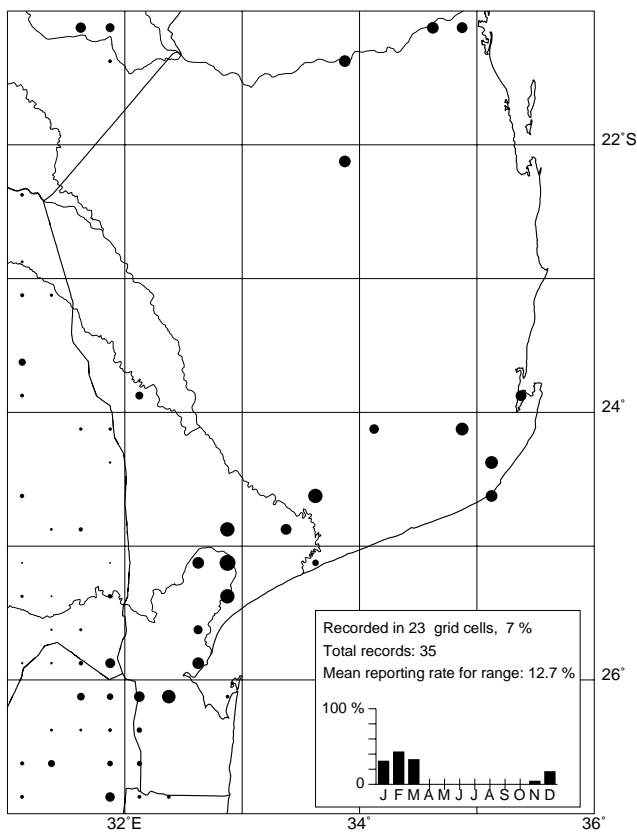 22˚S
24˚
Recorded in 23 grid cells, 7 %
Total records: 35
Mean reporting rate for range: 12.7 %
26˚
100 %
0
J F M A M J J A S O N D
32˚E 34˚ 36˚